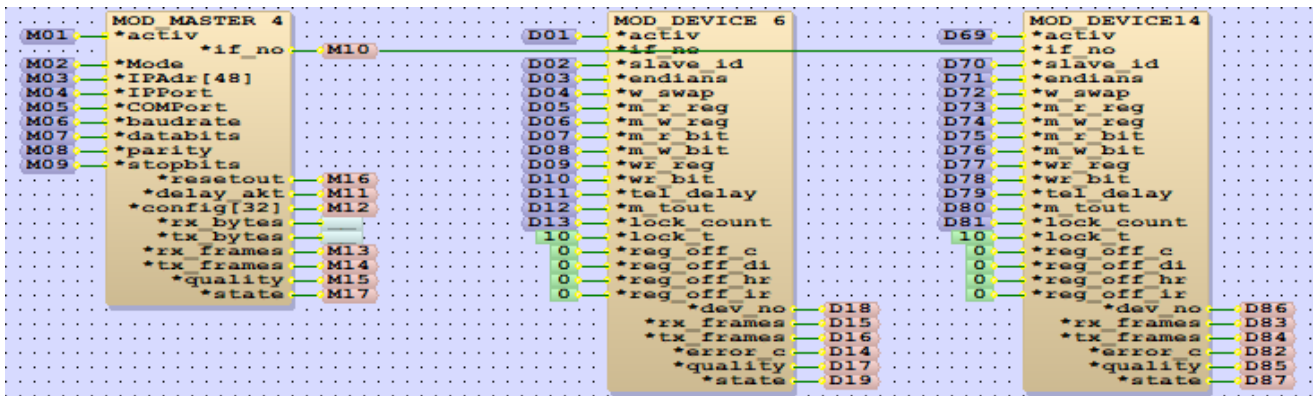 MOD_MASTER 4 MOD_DEVICE 6 MOD_DEVICE14
M01 *activ D01 *activ D69 *activ
*if_no M10 *if_no *if_no
M02 *Mode D02 *slave_id D70 *slave_id
M03 *IPAdr[48] D03 *endians D71 *endians
M04 *IPPort D04 *w_swap D72 *w_swap
M05 *COMPort D05 *m_r_reg D73 *m_r_reg
M06 *baudrate D06 *m_w_reg D74 *m_w_reg
M07 *databits D07 *m_r_bit D75 *m_r_bit
M08 *parity D08 *m_w_bit D76 *m_w_bit
M09 *stopbits D09 *wr_reg D77 *wr_reg
*resetout M16 D10 *wr_bit D78 *wr_bit
*delay_akt M11 D11 *tel_delay D79 *tel_delay
*config[32] M12 D12 *m_tout D80 *m_tout
*rx_bytes D13 *lock_count D81 *lock_count
*tx_bytes 10 *lock_t 10 *lock_t
*rx_frames M13 0 *reg_off_c 0 *reg_off_c
*tx_frames M14 0 *reg_off_di 0 *reg_off_di
*quality M15 0 *reg_off_hr 0 *reg_off_hr
*state M17 0 *reg_off_ir 0 *reg_off_ir
*dev_no D18 *dev_no D86
*rx_frames D15 *rx_frames D83
*tx_frames D16 *tx_frames D84
*error_c D14 *error_c D82
*quality D17 *quality D85
*state D19 *state D87